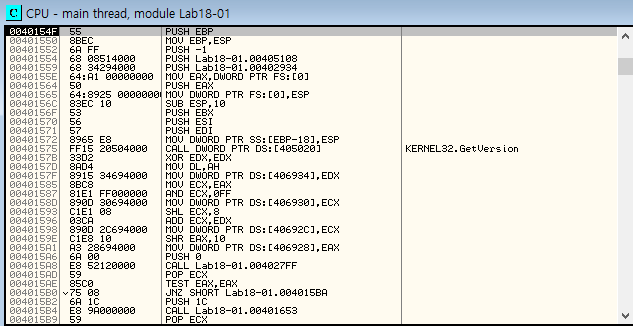 C CPU - main thread, module Lab18-01
0040154F 55 PUSH EBP
00401550 8BEC MOV EBP,ESP
00401552 6A FF PUSH -1
00401554 68 08514000 PUSH Lab18-01.00405108
00401559 68 34294000 PUSH Lab18-01.00402934
0040155E 64:A1 00000000 MOV EAX,DWORD PTR FS:[0]
00401564 50 PUSH EAX
00401565 64:8925 0000000 MOV DWORD PTR FS:[0],ESP
0040156C 83EC 10 SUB ESP,10
0040156F 53 PUSH EBX
00401570 56 PUSH ESI
00401571 57 PUSH EDI
00401572 8965 E8 MOV DWORD PTR SS:[EBP-18],ESP
00401575 FF15 20504000 CALL DWORD PTR DS:[405020] KERNEL32.GetVersion
0040157B 33D2 XOR EDX,EDX
0040157D 8AD4 MOV DL,AH
0040157F 8915 34694000 MOV DWORD PTR DS:[406934],EDX
00401585 8BC8 MOV ECX,EAX
00401587 81E1 FF000000 AND ECX,0FF
0040158D 890D 30694000 MOV DWORD PTR DS:[406930],ECX
00401593 C1E1 08 SHL ECX,8
00401596 03CA ADD ECX,EDX
00401598 890D 2C694000 MOV DWORD PTR DS:[40692C],ECX
0040159E C1E8 10 SHR EAX,10
004015A1 A3 28694000 MOV DWORD PTR DS:[406928],EAX
004015A6 6A 00 PUSH 0
004015A8 E8 52120000 CALL Lab18-01.004027FF
004015AD 59 POP ECX
004015AE 85C0 TEST EAX,EAX
004015B0 75 08 JNZ SHORT Lab18-01.004015BA
004015B2 6A 1C PUSH 1C
004015B4 E8 9A000000 CALL Lab18-01.00401653
004015B9 59 POP ECX